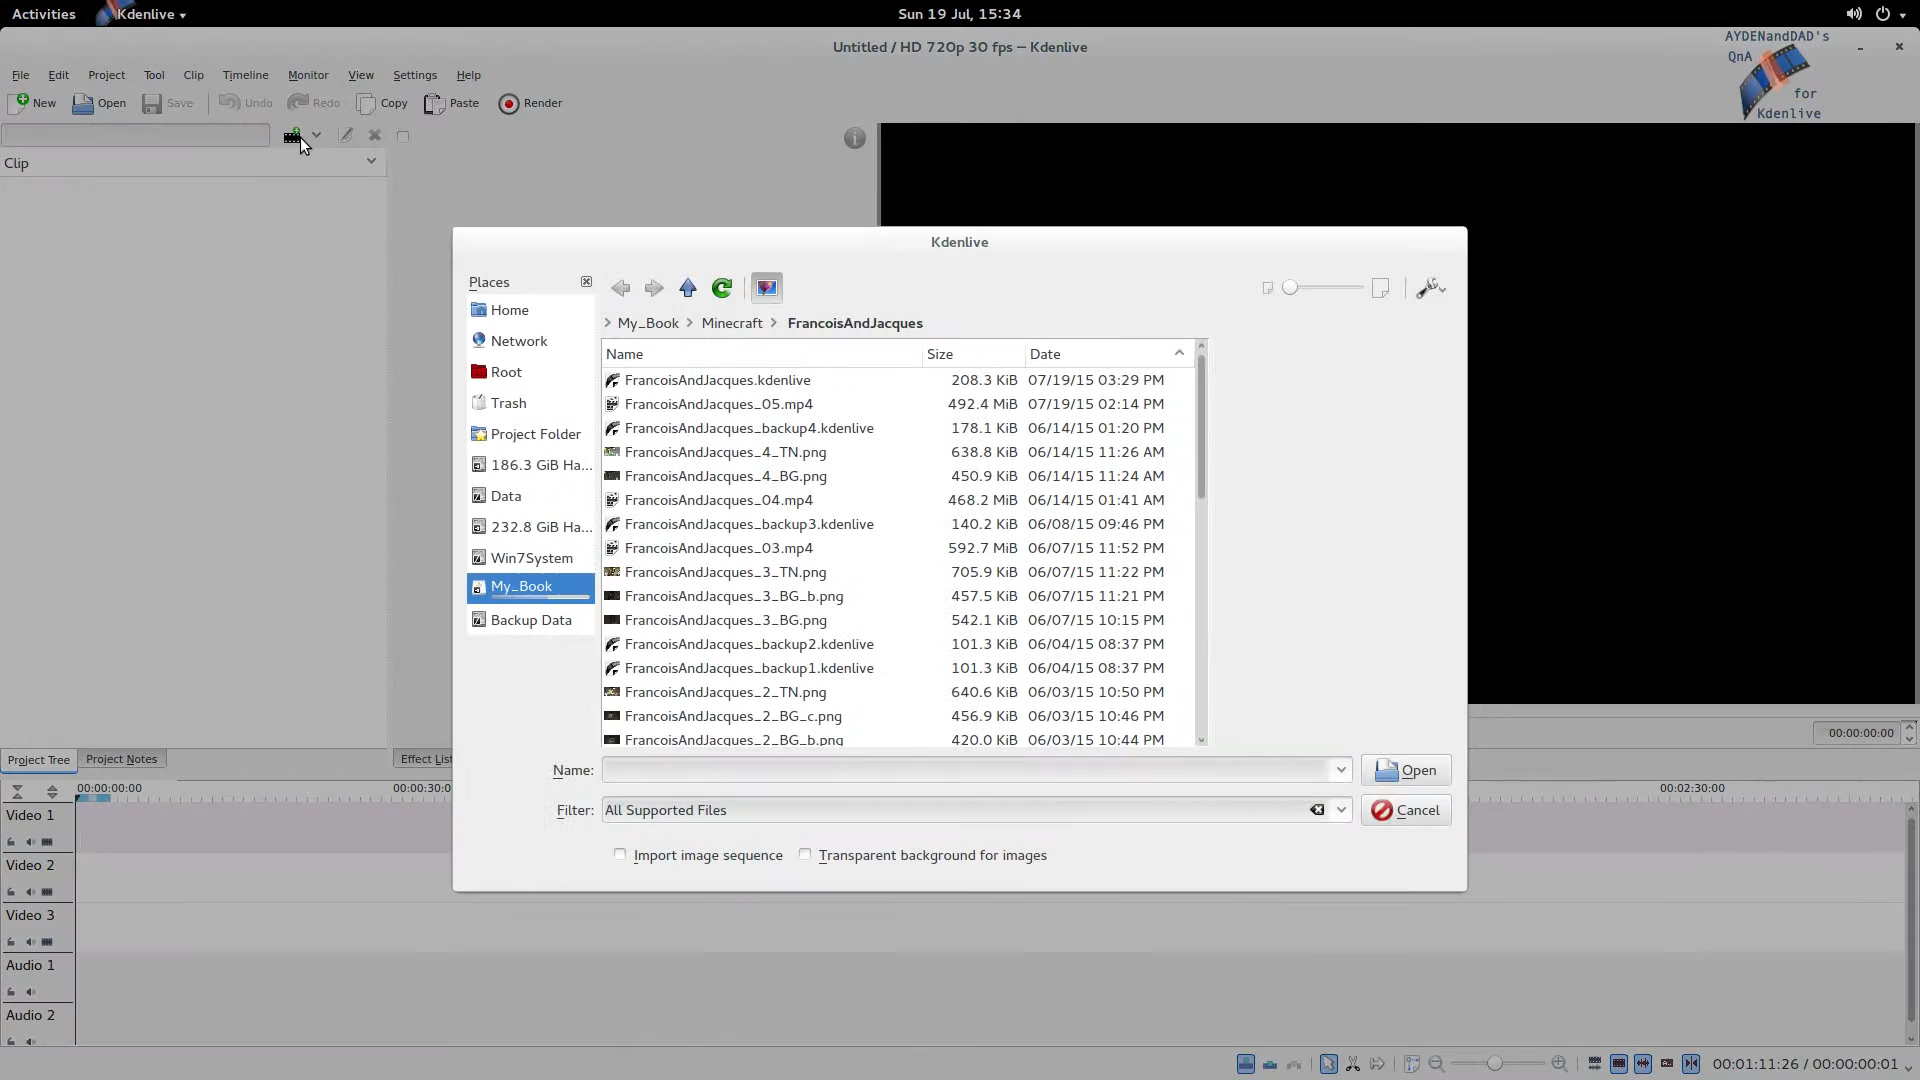 Activities Kdenlive Sun 19 Jul, 15:34
Untitled / HD 720p 30 fps – Kdenlive
AYDENandDAD's
QnA
for
Kdenlive
File Edit Project Tool Clip Timeline Monitor View Settings Help
New Open Save Undo Redo Copy Paste Render
Clip
Kdenlive
Places
Home
Network
Root
Trash
Project Folder
186.3 GiB Ha...
Data
232.8 GiB Ha...
Win7System
My_Book
Backup Data
My_Book Minecraft FrancoisAndJacques
Name Size Date
FrancoisAndJacques.kdenlive 208.3 KiB 07/19/15 03:29 PM
FrancoisAndJacques_05.mp4 492.4 MiB 07/19/15 02:14 PM
FrancoisAndJacques_backup4.kdenlive 178.1 KiB 06/14/15 01:20 PM
FrancoisAndJacques_4_TN.png 638.8 KiB 06/14/15 11:26 AM
FrancoisAndJacques_4_BG.png 450.9 KiB 06/14/15 11:24 AM
FrancoisAndJacques_04.mp4 468.2 MiB 06/14/15 01:41 AM
FrancoisAndJacques_backup3.kdenlive 140.2 KiB 06/08/15 09:46 PM
FrancoisAndJacques_03.mp4 592.7 MiB 06/07/15 11:52 PM
FrancoisAndJacques_3_TN.png 705.9 KiB 06/07/15 11:22 PM
FrancoisAndJacques_3_BG_b.png 457.5 KiB 06/07/15 11:21 PM
FrancoisAndJacques_3_BG.png 542.1 KiB 06/07/15 10:15 PM
FrancoisAndJacques_backup2.kdenlive 101.3 KiB 06/04/15 08:37 PM
FrancoisAndJacques_backup1.kdenlive 101.3 KiB 06/04/15 08:37 PM
FrancoisAndJacques_2_TN.png 640.6 KiB 06/03/15 10:50 PM
FrancoisAndJacques_2_BG_c.png 456.9 KiB 06/03/15 10:46 PM
FrancoisAndJacques_2_BG_b.png 420.0 KiB 06/03/15 10:44 PM
Name: Open
Filter: All Supported Files Cancel
Import image sequence Transparent background for images
00:00:00:00
Project Tree Project Notes Effect List
00:00:00:00 00:00:30:0 00:02:30:00
Video 1
Video 2
Video 3
Audio 1
Audio 2
00:01:11:26 / 00:00:00:01